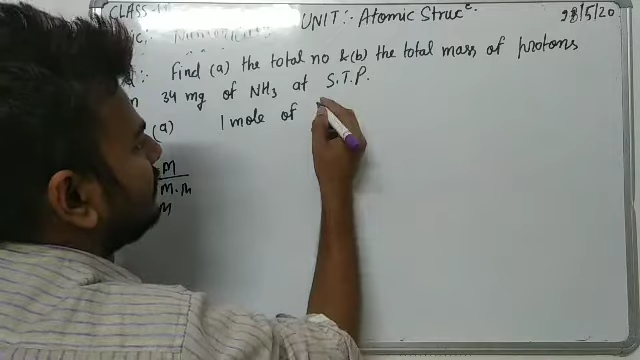 CLASS UNIT:- Atomic Struc^e. 28/5/20
Find (a) the total no &(b) the total mass of protons
34 mg of NH3 at S.T.P.
(a) 1 mole of
M
M.M
M